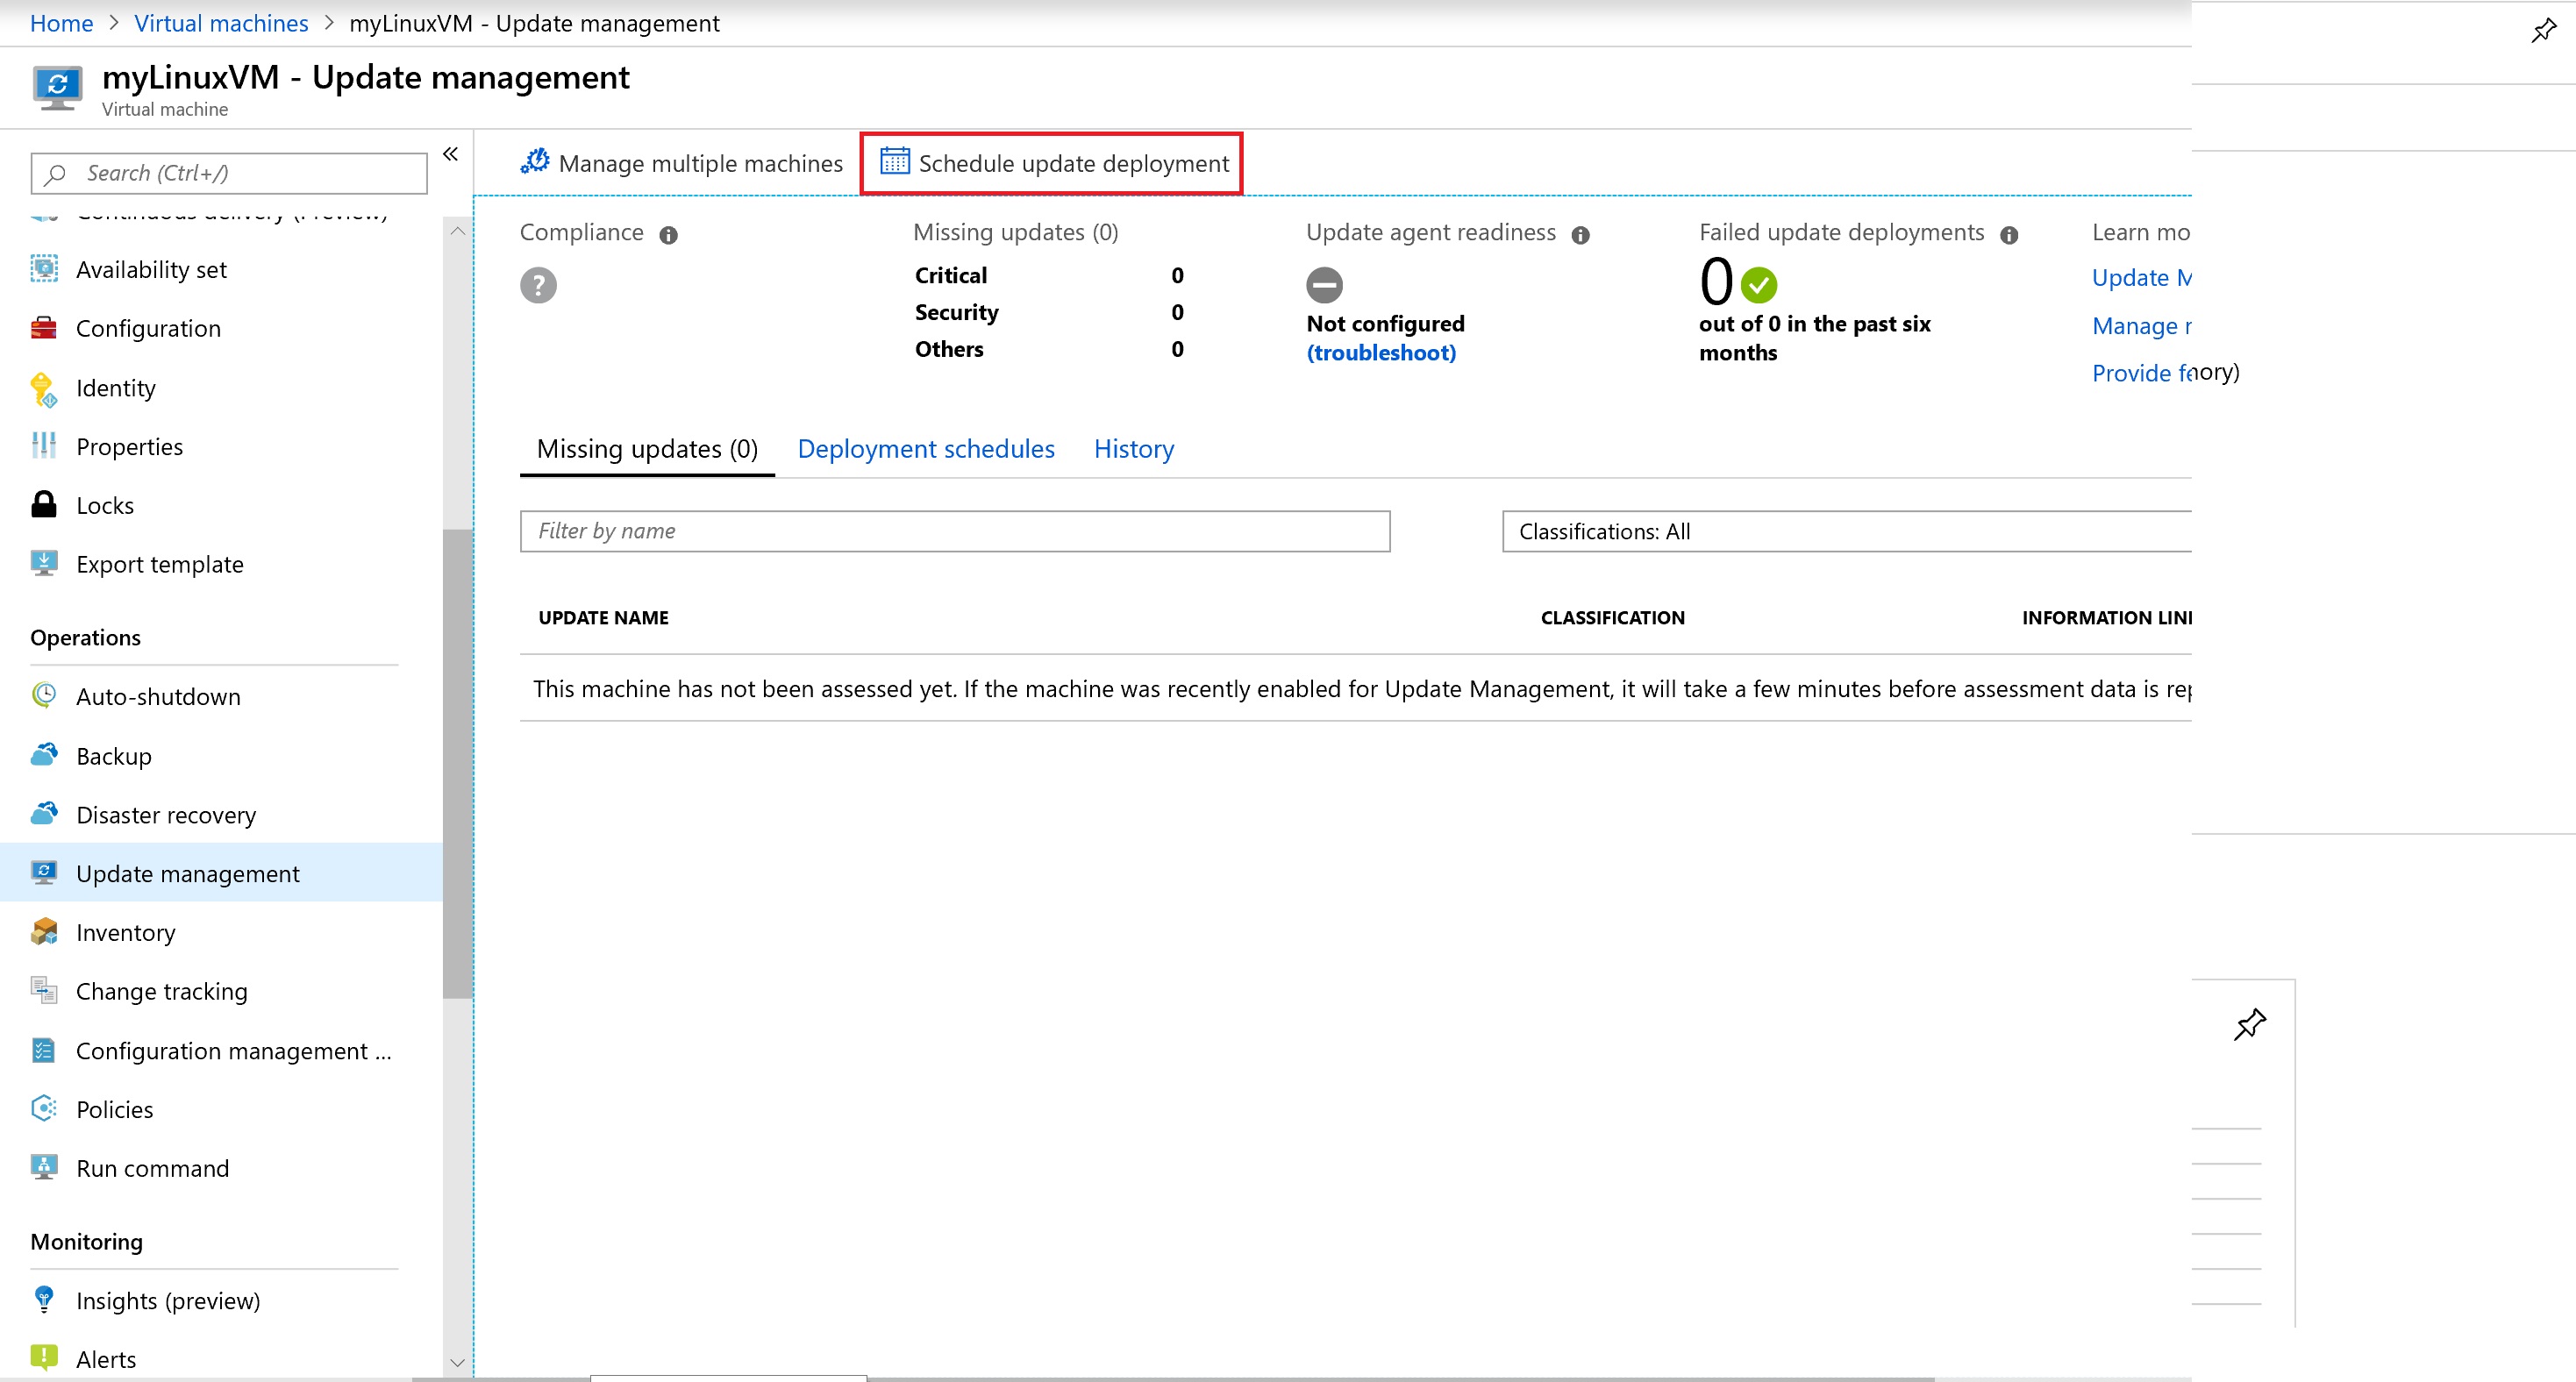 Home > Virtual machines > myLinuxVM - Update management
myLinuxVM - Update management
Virtual machine
Search (Ctrl+/)
«
Continuous delivery (Preview)
Availability set
Configuration
Identity
Properties
Locks
Export template
Operations
Auto-shutdown
Backup
Disaster recovery
Update management
Inventory
Change tracking
Configuration management ...
Policies
Run command
Monitoring
Insights (preview)
Alerts
Manage multiple machines
Schedule update deployment
Compliance
Missing updates (0)
Critical 0
Security 0
Others 0
Update agent readiness
Not configured
(troubleshoot)
Failed update deployments
0
out of 0 in the past six
months
Learn mo
Update M
Manage
Provide fe
ory)
Missing updates (0) Deployment schedules History
Filter by name
Classifications: All
UPDATE NAME CLASSIFICATION INFORMATION LINK
This machine has not been assessed yet. If the machine was recently enabled for Update Management, it will take a few minutes before assessment data is rep